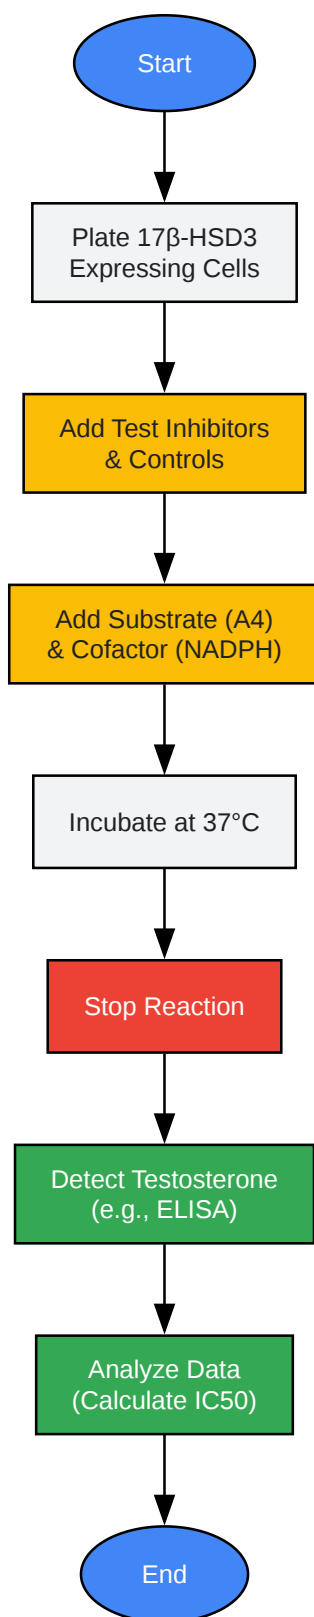 Start
Plate 17β-HSD3
Expressing Cells
Add Test Inhibitors
& Controls
Add Substrate (A4)
& Cofactor (NADPH)
Incubate at 37°C
Stop Reaction
Detect Testosterone
(e.g., ELISA)
Analyze Data
(Calculate IC50)
End